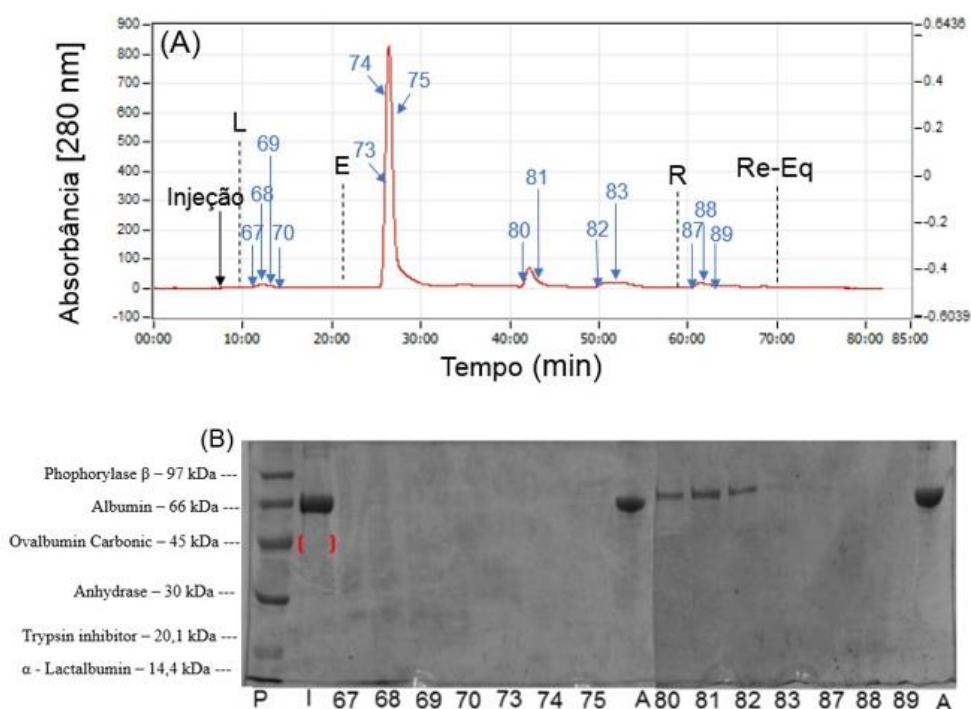 (A)
Absorbância [280 nm]
900
800
700
600
500
400
300
200
100
0
-100
0.6436
0.4
0.2
0
-0.2
-0.4
-0.6039
Injeção
L
67
68
69
70
E
73
74
75
80
81
82
83
R
87
88
89
Re-Eq
00:00 10:00 20:00 30:00 40:00 50:00 60:00 70:00 80:00 85:00
Tempo (min)
(B)
Phophorylase β – 97 kDa ---
Albumin – 66 kDa ---
Ovalbumin Carbonic – 45 kDa ---
Anhydrase – 30 kDa ---
Trypsin inhibitor – 20,1 kDa ---
α - Lactalbumin – 14,4 kDa ---
P I 67 68 69 70 73 74 75 A 80 81 82 83 87 88 89 A